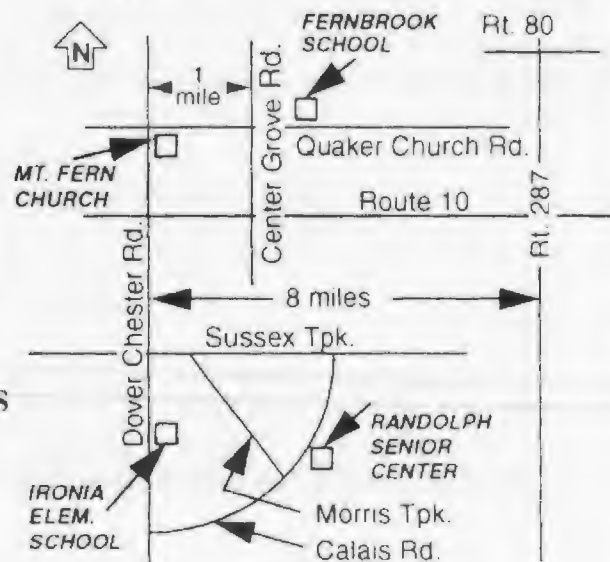 FERNBROOK
SCHOOL
Rt. 80
N
1
mile
Center Grove Rd.
Quaker Church Rd.
MT. FERN
CHURCH
Route 10
Rt. 287
Dover Chester Rd.
8 miles
Sussex Tpk.
S
RANDOLPH
SENIOR
CENTER
IRONIA
ELEM.
SCHOOL
Morris Tpk.
Calais Rd.